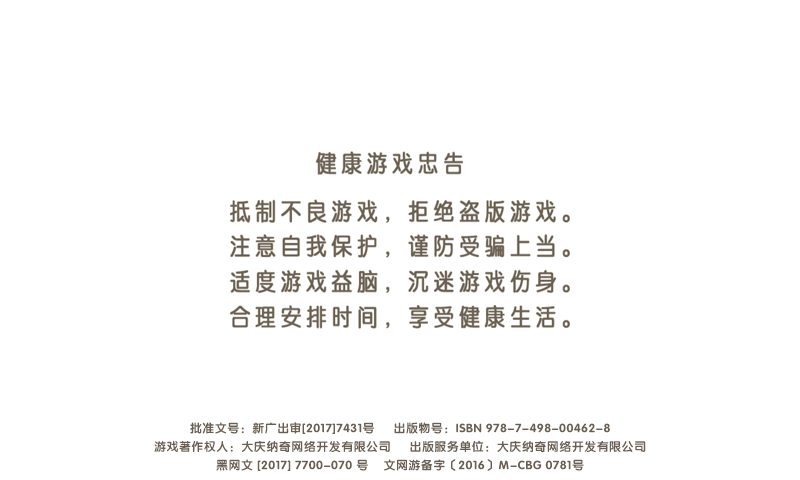 健康游戏忠告
抵制不良游戏，拒绝盗版游戏。
注意自我保护，谨防受骗上当。
适度游戏益脑，沉迷游戏伤身。
合理安排时间，享受健康生活。
批准文号：新广出审[2017]7431号 出版物号：ISBN 978-7-498-00462-8
游戏著作权人：大庆纳奇网络开发有限公司 出版服务单位：大庆纳奇网络开发有限公司
黑网文 [2017] 7700-070 号 文网游备字〔2016〕M-CBG 0781号